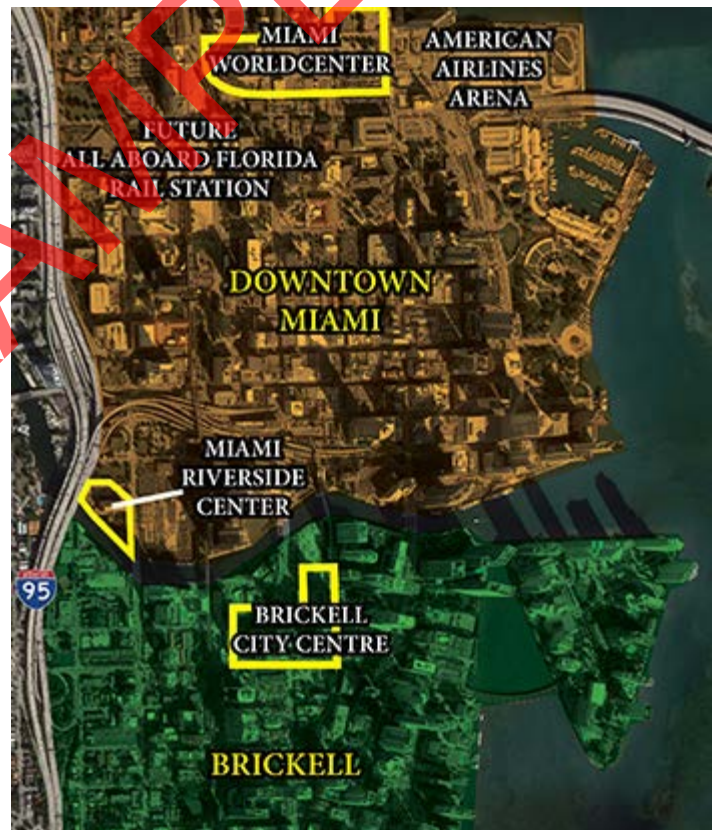 MIAMI
WORLDCENTER
AMERICAN
AIRLINES
ARENA
FUTURE
ALL ABOARD FLORIDA
RAIL STATION
DOWNTOWN
MIAMI
MIAMI
RIVERSIDE
CENTER
95
BRICKELL
CITY CENTRE
BRICKELL